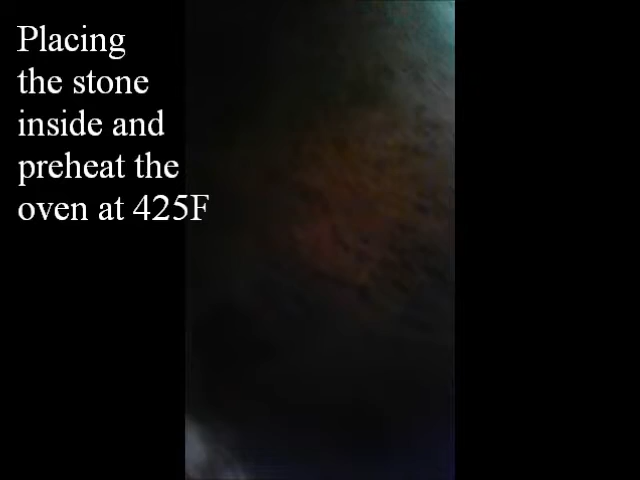 Placing
the stone
inside and
preheat the
oven at 425F